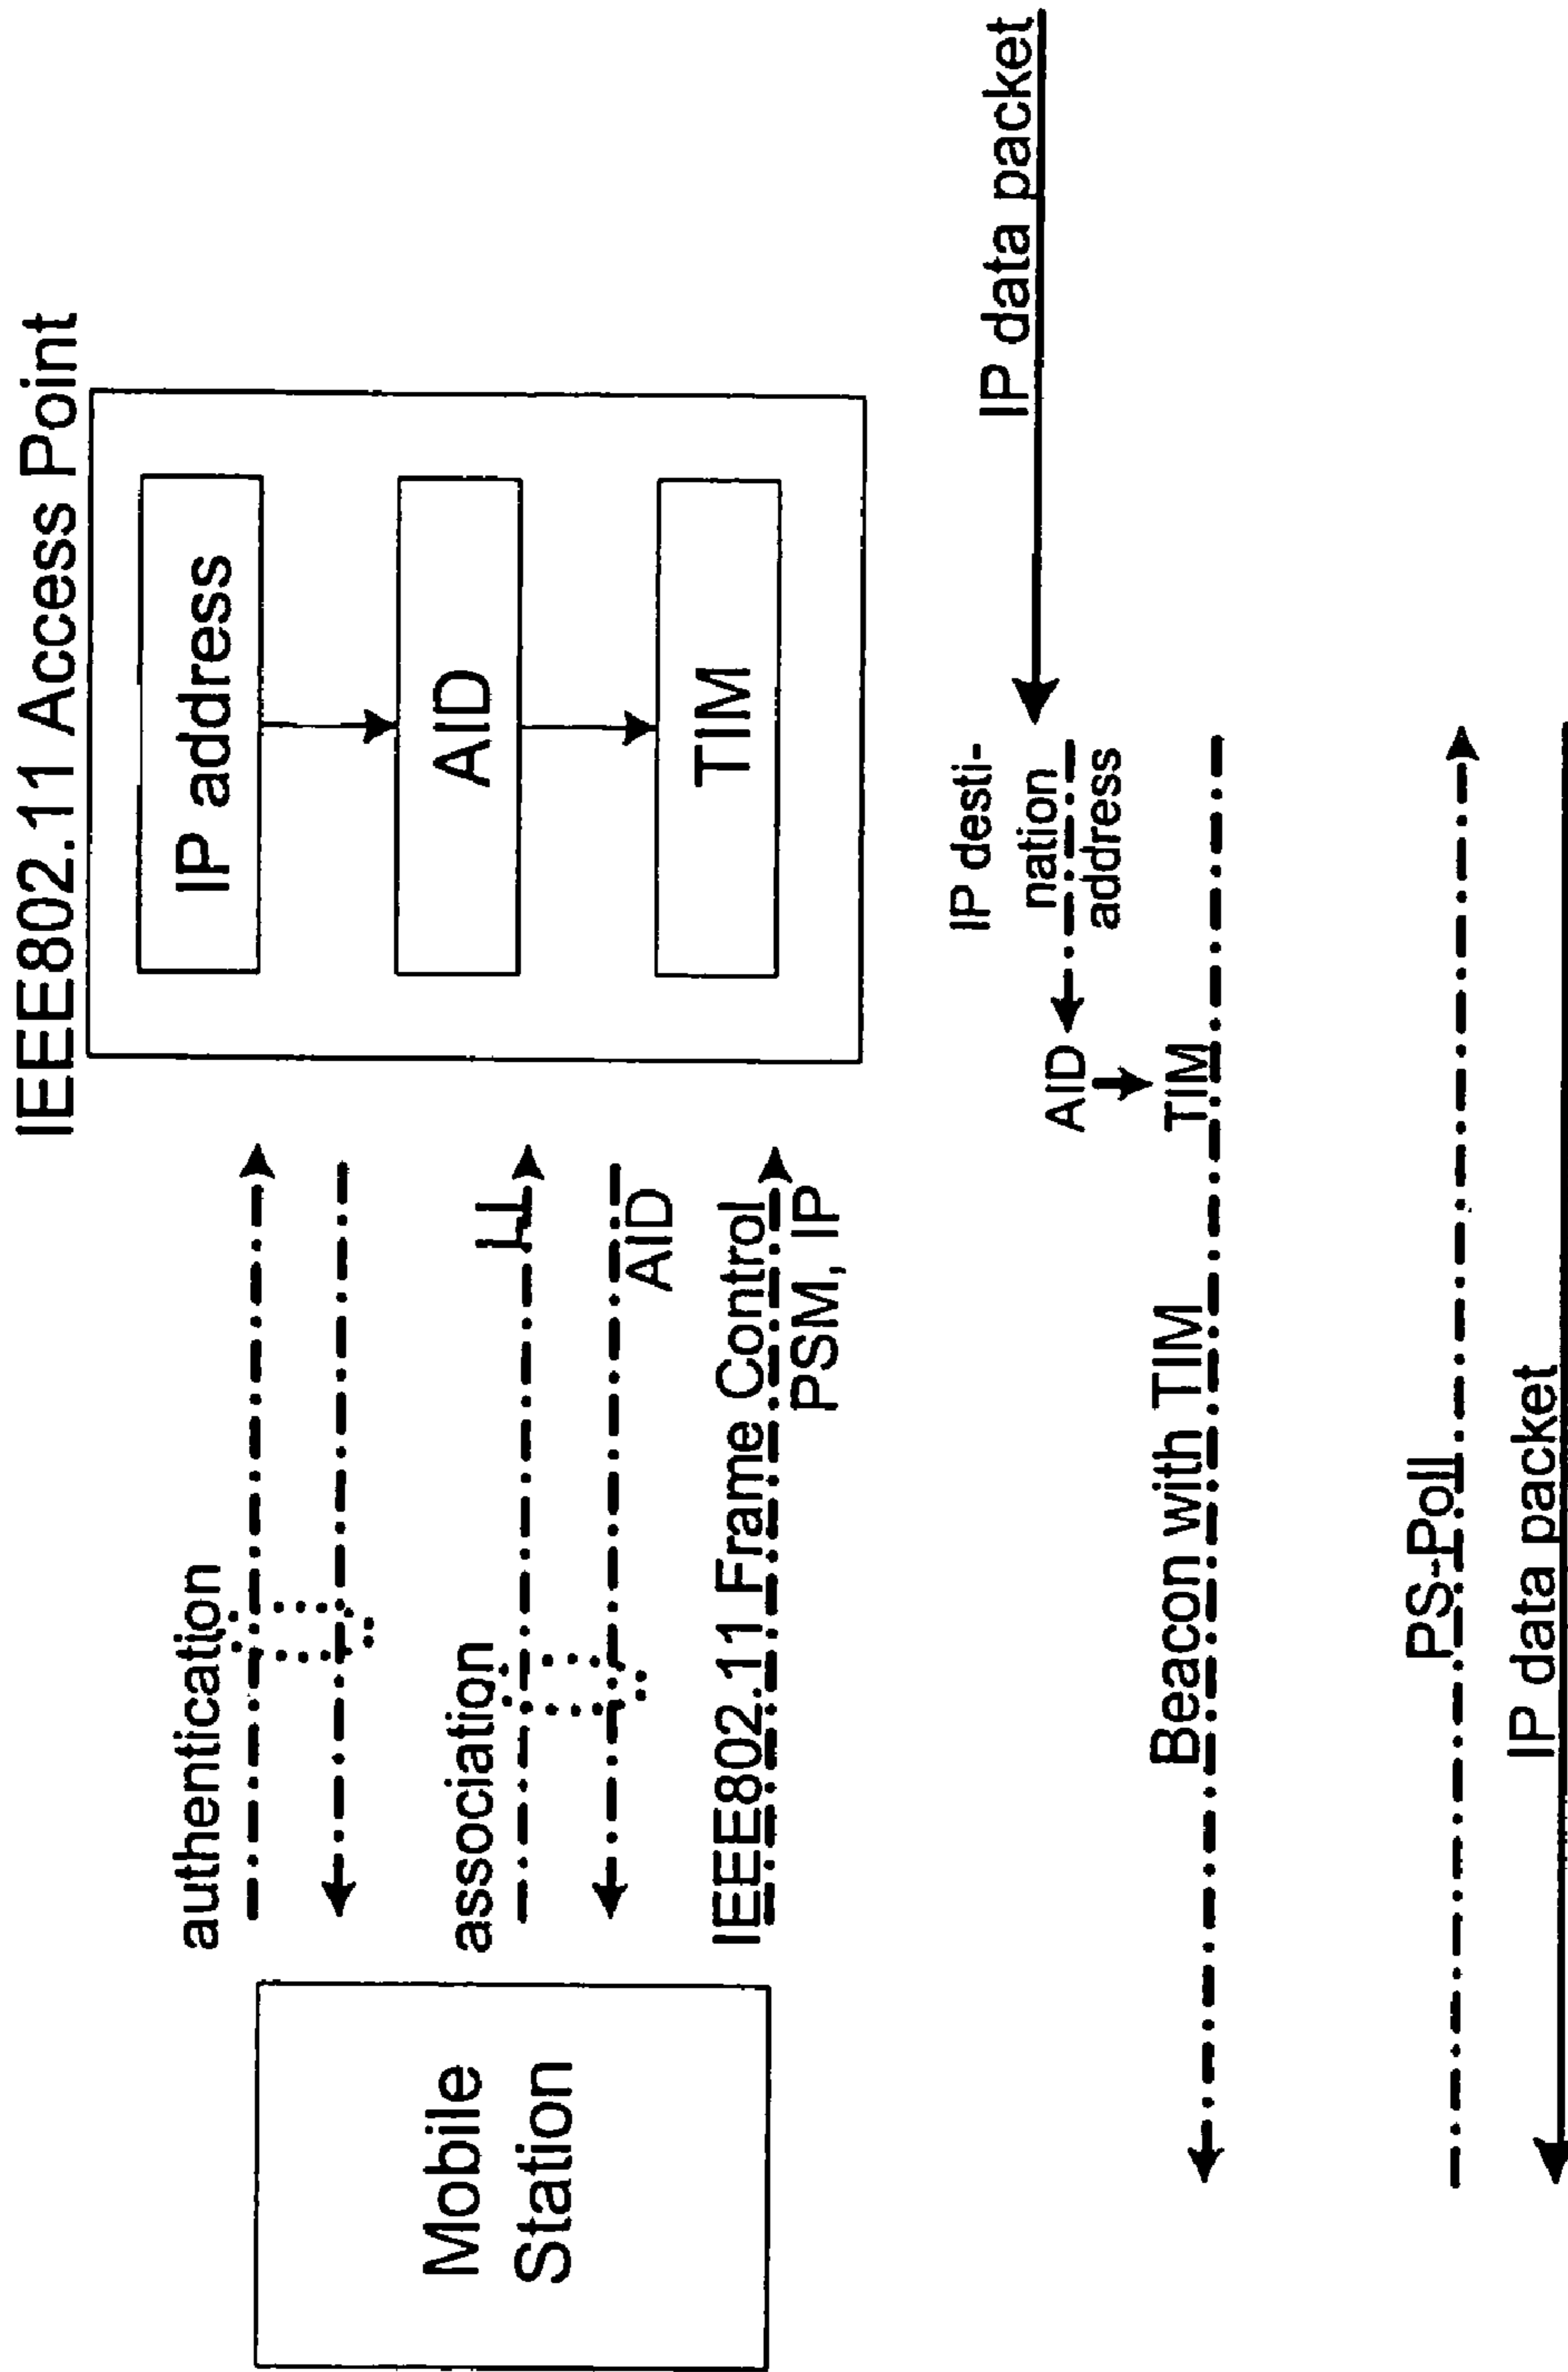 IEEE802.11 Access Point
Mobile
Station
authentication
association
LI
AID
IEEE802.11 Frame Control
PSM, IP
IP address
AID
TIM
IP data packet
IP desti-
nation
address
AID
TIM
Beacon with TIM
PS-Poll
IP data packet